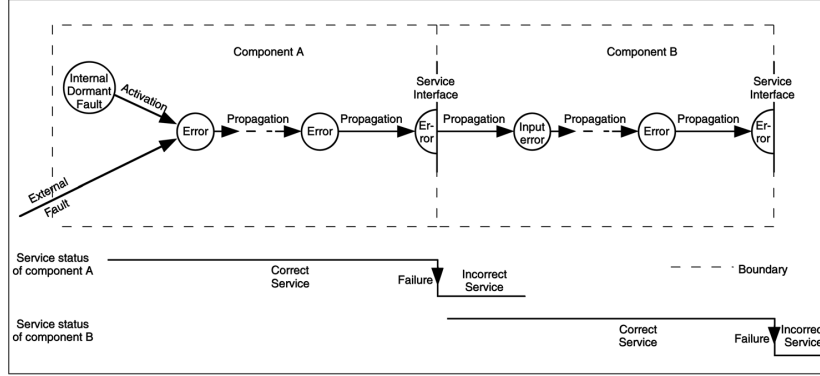 Component A
Component B
Internal
Dormant
Fault
Activation
Service
Interface
Service
Interface
Error
Propagation
Error
Propagation
Er-
ror
Propagation
Input
error
Propagation
Error
Propagation
Er-
ror
External
Fault
Service status
of component A
Correct
Service
Failure
Incorrect
Service
Boundary
Service status
of component B
Correct
Service
Failure
Incorrec
Service